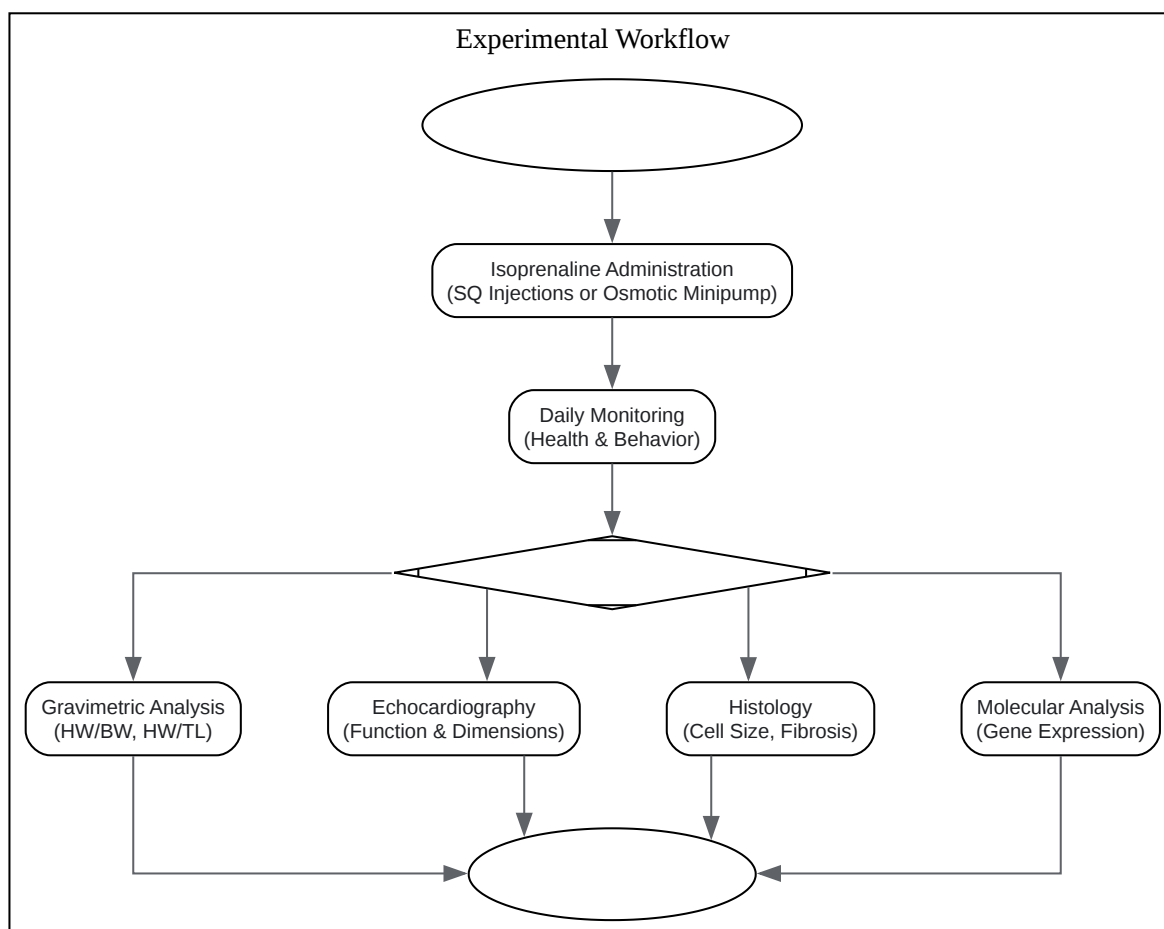 Experimental Workflow
Isoprenaline Administration
(SQ Injections or Osmotic Minipump)
Daily Monitoring
(Health & Behavior)
Gravimetric Analysis
(HW/BW, HW/TL)
Echocardiography
(Function & Dimensions)
Histology
(Cell Size, Fibrosis)
Molecular Analysis
(Gene Expression)